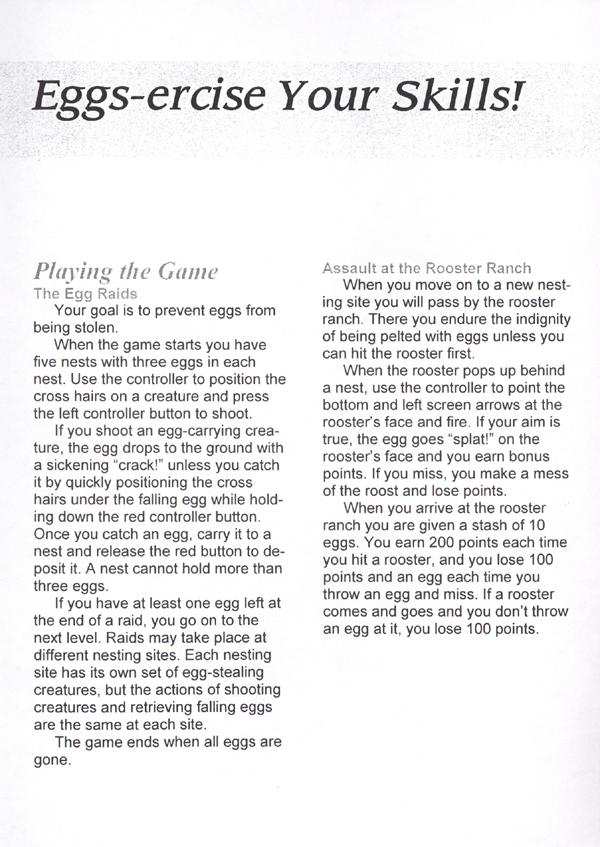 Eggs-ercise Your Skills!
Playing the Game
The Egg Raids
Your goal is to prevent eggs from
being stolen.
When the game starts you have
five nests with three eggs in each
nest. Use the controller to position the
cross hairs on a creature and press
the left controller button to shoot.
If you shoot an egg-carrying crea-
ture, the egg drops to the ground with
a sickening “crack!” unless you catch
it by quickly positioning the cross
hairs under the falling egg while hold-
ing down the red controller button.
Once you catch an egg, carry it to a
nest and release the red button to de-
posit it. A nest cannot hold more than
three eggs.
If you have at least one egg left at
the end of a raid, you go on to the
next level. Raids may take place at
different nesting sites. Each nesting
site has its own set of egg-stealing
creatures, but the actions of shooting
creatures and retrieving falling eggs
are the same at each site.
The game ends when all eggs are
gone.
Assault at the Rooster Ranch
When you move on to a new nest-
ing site you will pass by the rooster
ranch. There you endure the indignity
of being pelted with eggs unless you
can hit the rooster first.
When the rooster pops up behind
a nest, use the controller to point the
bottom and left screen arrows at the
rooster’s face and fire. If your aim is
true, the egg goes “splat!” on the
rooster’s face and you earn bonus
points. If you miss, you make a mess
of the roost and lose points.
When you arrive at the rooster
ranch you are given a stash of 10
eggs. You earn 200 points each time
you hit a rooster, and you lose 100
points and an egg each time you
throw an egg and miss. If a rooster
comes and goes and you don’t throw
an egg at it, you lose 100 points.